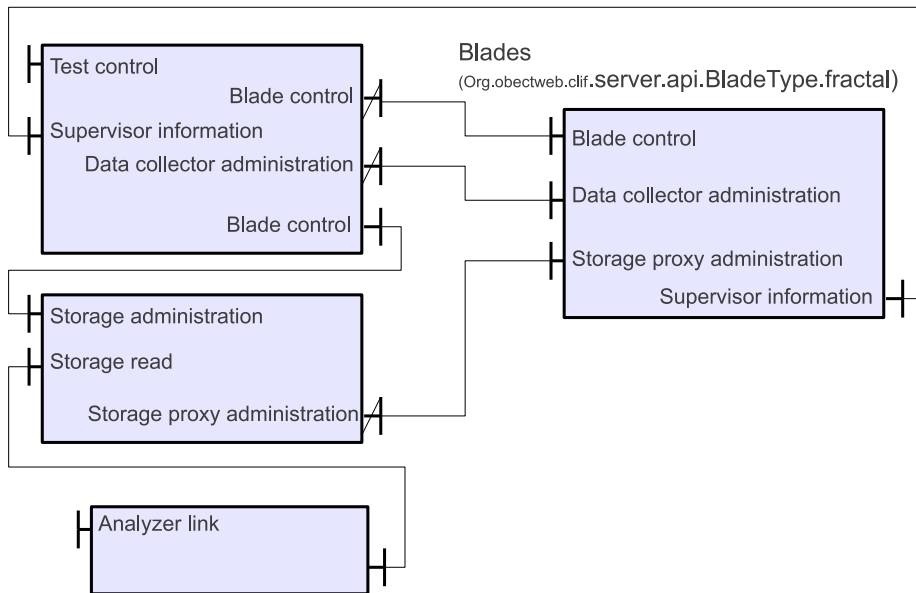 Blades
(Org.obectweb.clif.server.api.BladeType.fractal)
Test control
Blade control
Supervisor information
Data collector administration
Blade control
Blade control
Data collector administration
Storage proxy administration
Supervisor information
Storage administration
Storage read
Storage proxy administration
Analyzer link